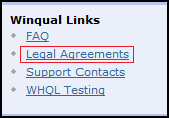 Winqual Links
FAQ
Legal Agreements
Support Contacts
WHQL Testing